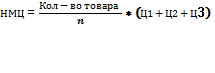 НМЦ = Кол − во товара / n * (Ц1 + Ц2 + Ц3)